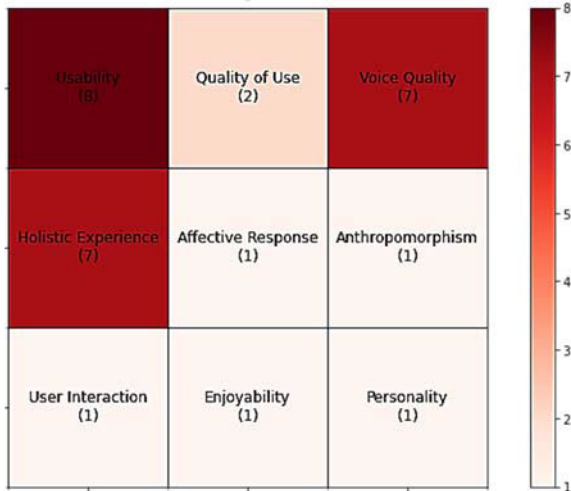 Usability
(8)
Quality of Use
(2)
Voice Quality
(7)
Holistic Experience
(7)
Affective Response
(1)
Anthropomorphism
(1)
User Interaction
(1)
Enjoyability
(1)
Personality
(1)
8
7
6
5
4
3
2
1